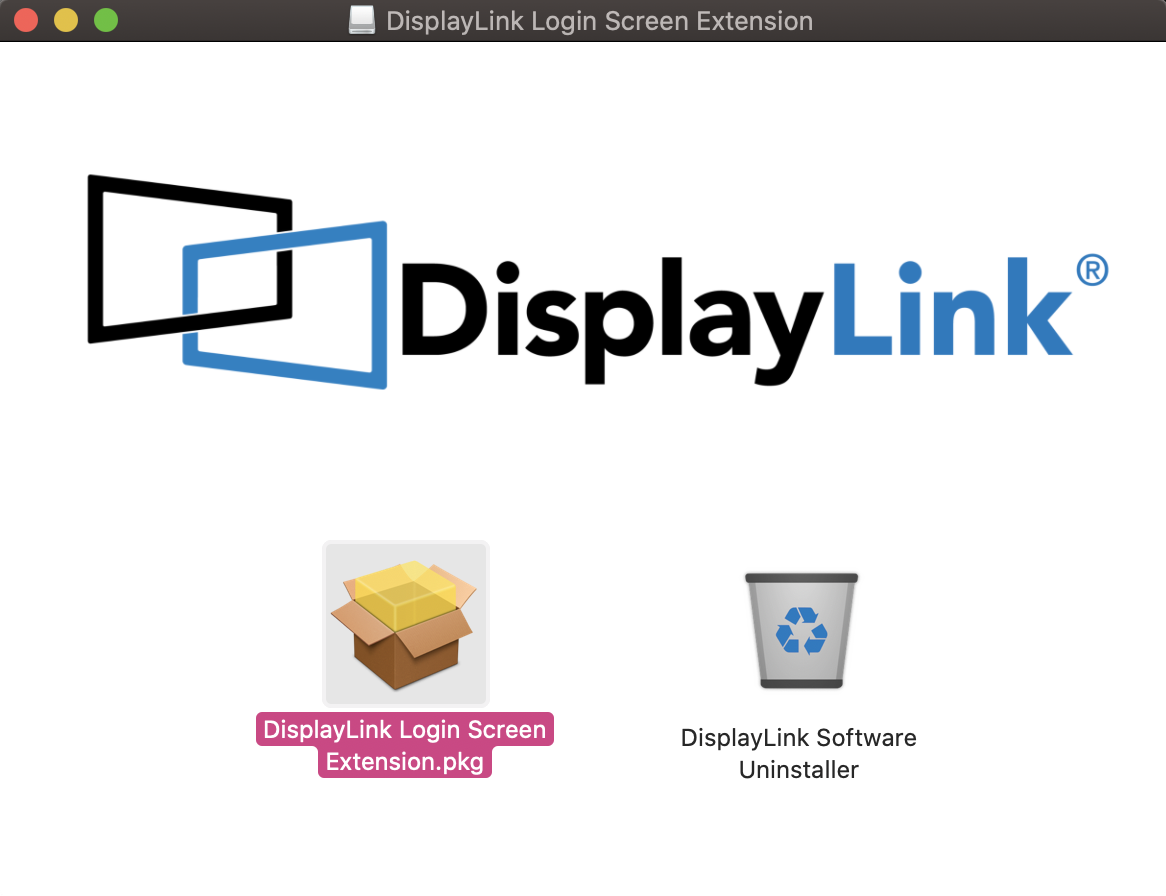 DisplayLink Login Screen Extension
DisplayLink®
DisplayLink Login Screen
Extension.pkg
DisplayLink Software
Uninstaller